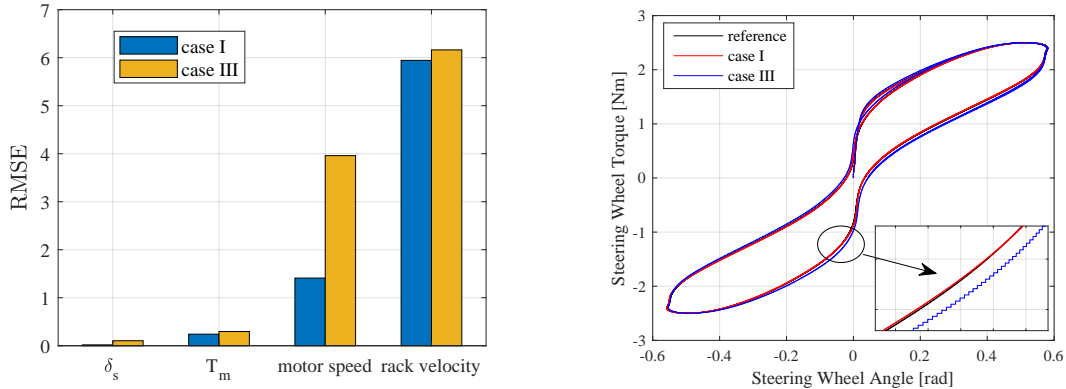 RMSE
7
6
5
4
3
2
1
0
case I
case III
δs
Tm
motor speed
rack velocity
Steering Wheel Torque [Nm]
3
2
1
0
-1
-2
-3
reference
case I
case III
-0.6
-0.4
-0.2
0
0.2
0.4
0.6
Steering Wheel Angle [rad]